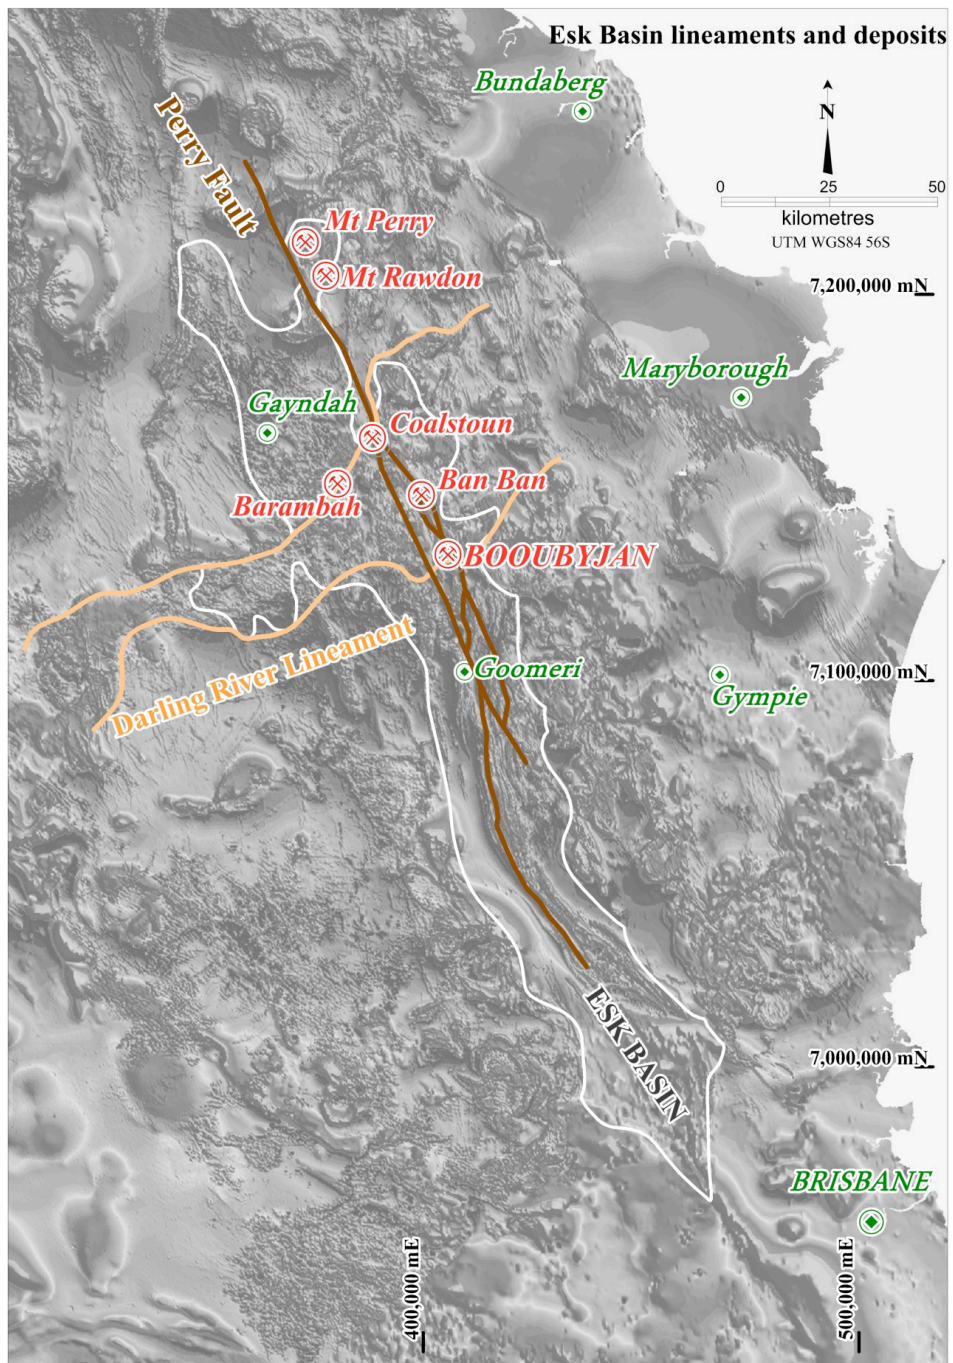 Esk Basin lineaments and deposits
Bundaberg
N
0 25 50
kilometres
UTM WGS84 56S
Perry Fault
Mt Perry
Mt Rawdon
7,200,000 mN
Maryborough
Gayndah
Coalstoun
Ban Ban
Barambah
BOOUBYJAN
Darling River Lineament
Goomeri
7,100,000 mN
Gympie
ESK BASIN
7,000,000 mN
BRISBANE
400,000 mE
500,000 mE